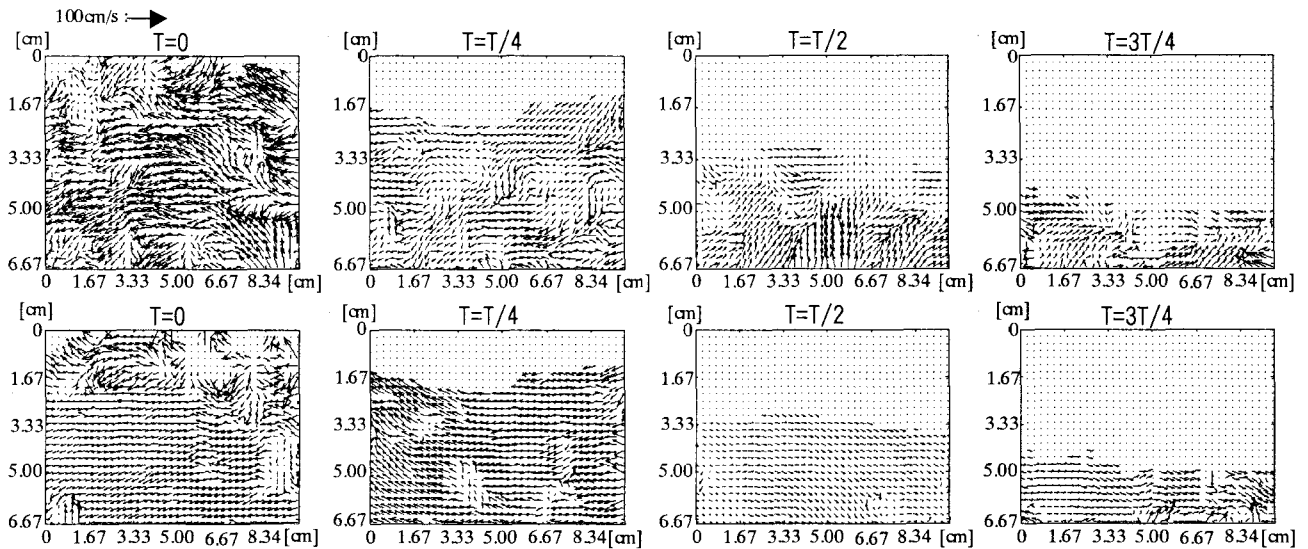 100cm/s :
[cm] T=0 [cm] T=T/4 [cm] T=T/2 [cm] T=3T/4
0 0 0 0
1.67 1.67 1.67 1.67
3.33 3.33 3.33 3.33
5.00 5.00 5.00 5.00
6.67 6.67 6.67 6.67
0 1.67 3.33 5.00 6.67 8.34 [cm] 0 1.67 3.33 5.00 6.67 8.34 [cm] 0 1.67 3.33 5.00 6.67 8.34 [cm] 0 1.67 3.33 5.00 6.67 8.34 [cm]
[cm] T=0 [cm] T=T/4 [cm] T=T/2 [cm] T=3T/4
0 0 0 0
1.67 1.67 1.67 1.67
3.33 3.33 3.33 3.33
5.00 5.00 5.00 5.00
6.67 6.67 6.67 6.67
0 1.67 3.33 5.00 6.67 8.34 [cm] 0 1.67 3.33 5.00 6.67 8.34 [cm] 0 1.67 3.33 5.00 6.67 8.34 [cm] 0 1.67 3.33 5.00 6.67 8.34 [cm]